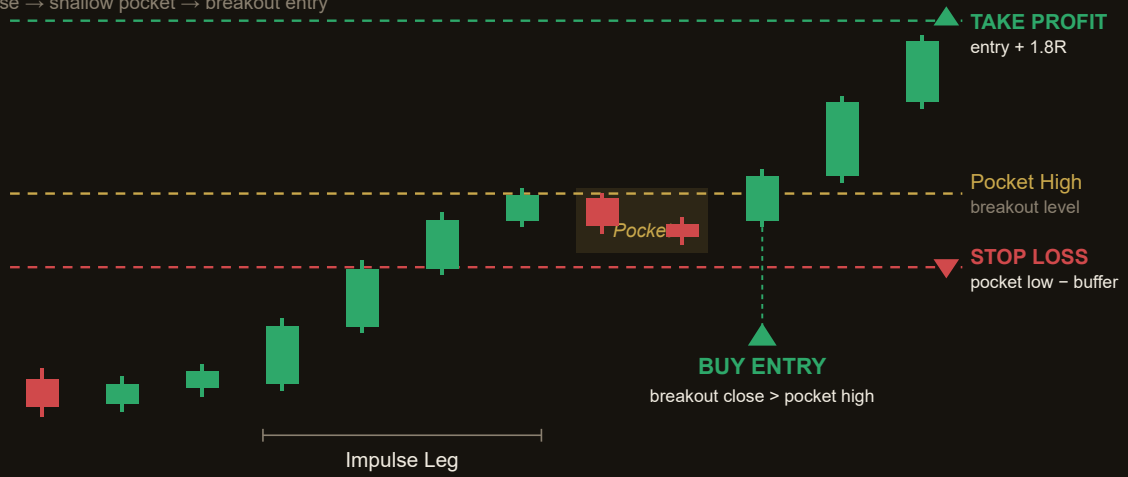 se → shallow pocket → breakout entry
TAKE PROFIT
entry + 1.8R
Pocket High
breakout level
Pocke
STOP LOSS
pocket low − buffer
BUY ENTRY
breakout close > pocket high
Impulse Leg